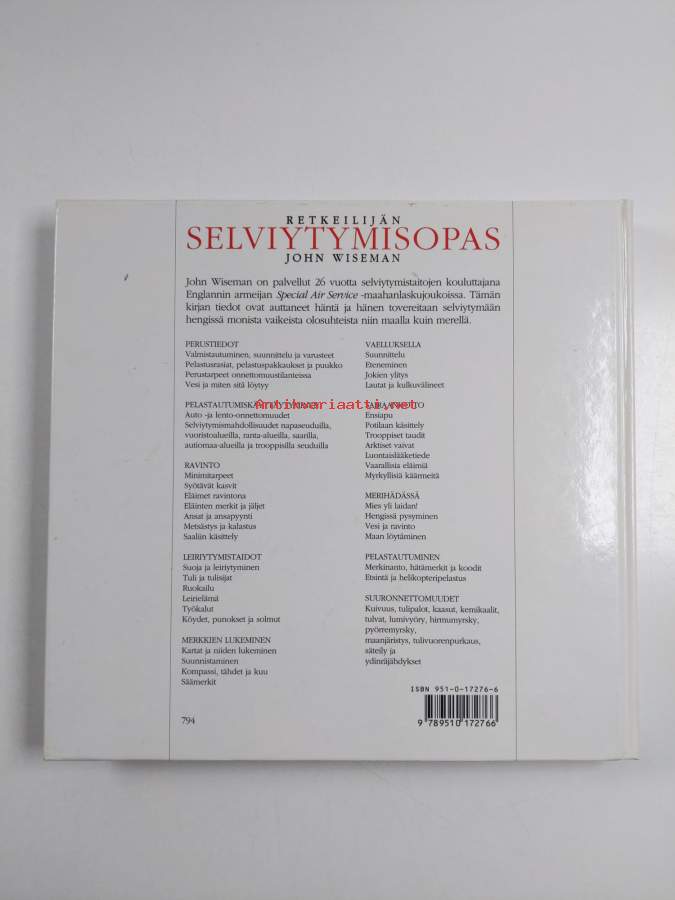 RETKEILIJÄN
SELVIYTYMISOPAS
JOHN WISEMAN
John Wiseman on palvellut 26 vuotta selviytymistaitojen kouluttajana
Englannin armeijan Special Air Service -maahanlaskujoukoissa. Tämän
kirjan tiedot ovat auttaneet häntä ja hänen tovereitaan selviytymään
hengissä monista vaikeista olosuhteista niin maalla kuin merellä.
PERUSTIEDOT
Valmistautuminen, suunnittelu ja varusteet
Pelastusrasiat, pelastuspakkaukset ja puukko
Perustarpeet onnettomuustilanteissa
Vesi ja miten sitä löytyy
Antikvariaatti.net
Auto -ja lento-onnettomuudet
Selviytymismahdollisuudet napaseuduilla,
vuoristoalueilla, ranta-alueilla, saarilla,
autiomaa-alueilla ja trooppisilla seuduilla
RAVINTO
Minimitarpeet
Syötävät kasvit
Eläimet ravintona
Eläinten merkit ja jäljet
Ansat ja ansapyynti
Metsästys ja kalastus
Saaliin käsittely
LEIRIYTYMISTAIDOT
Suoja ja leiriytyminen
Tuli ja tulisijat
Ruokailu
Leirielämä
Työkalut
Köydet, punokset ja solmut
MERKKIEN LUKEMINEN
Kartat ja niiden lukeminen
Suunnistaminen
Kompassi, tähdet ja kuu
Säämerkit
VAELLUKSELLA
Suunnittelu
Eteneminen
Jokien ylitys
Lautat ja kulkuvälineet
Ensiapu
Potilaan käsittely
Trooppiset taudit
Arktiset vaivat
Luontaislääketiede
Vaarallisia eläimiä
Myrkyllisiä käärmeitä
MERIHÄDÄSSÄ
Mies yli laidan!
Hengissä pysyminen
Vesi ja ravinto
Maan löytäminen
PELASTAUTUMINEN
Merkinanto, hätämerkit ja koodit
Etsintä ja helikopteripelastus
SUURONNETTOMUUDET
Kuivuus, tulipalot, kaasut, kemikaalit,
tulvat, lumivyöry, hirmumyrsky,
pyörremyrsky,
maanjäristys, tulivuorenpurkaus,
säteily ja
ydinräjähdykset
ISBN 951-0-17276-6
9 789510 172766
794